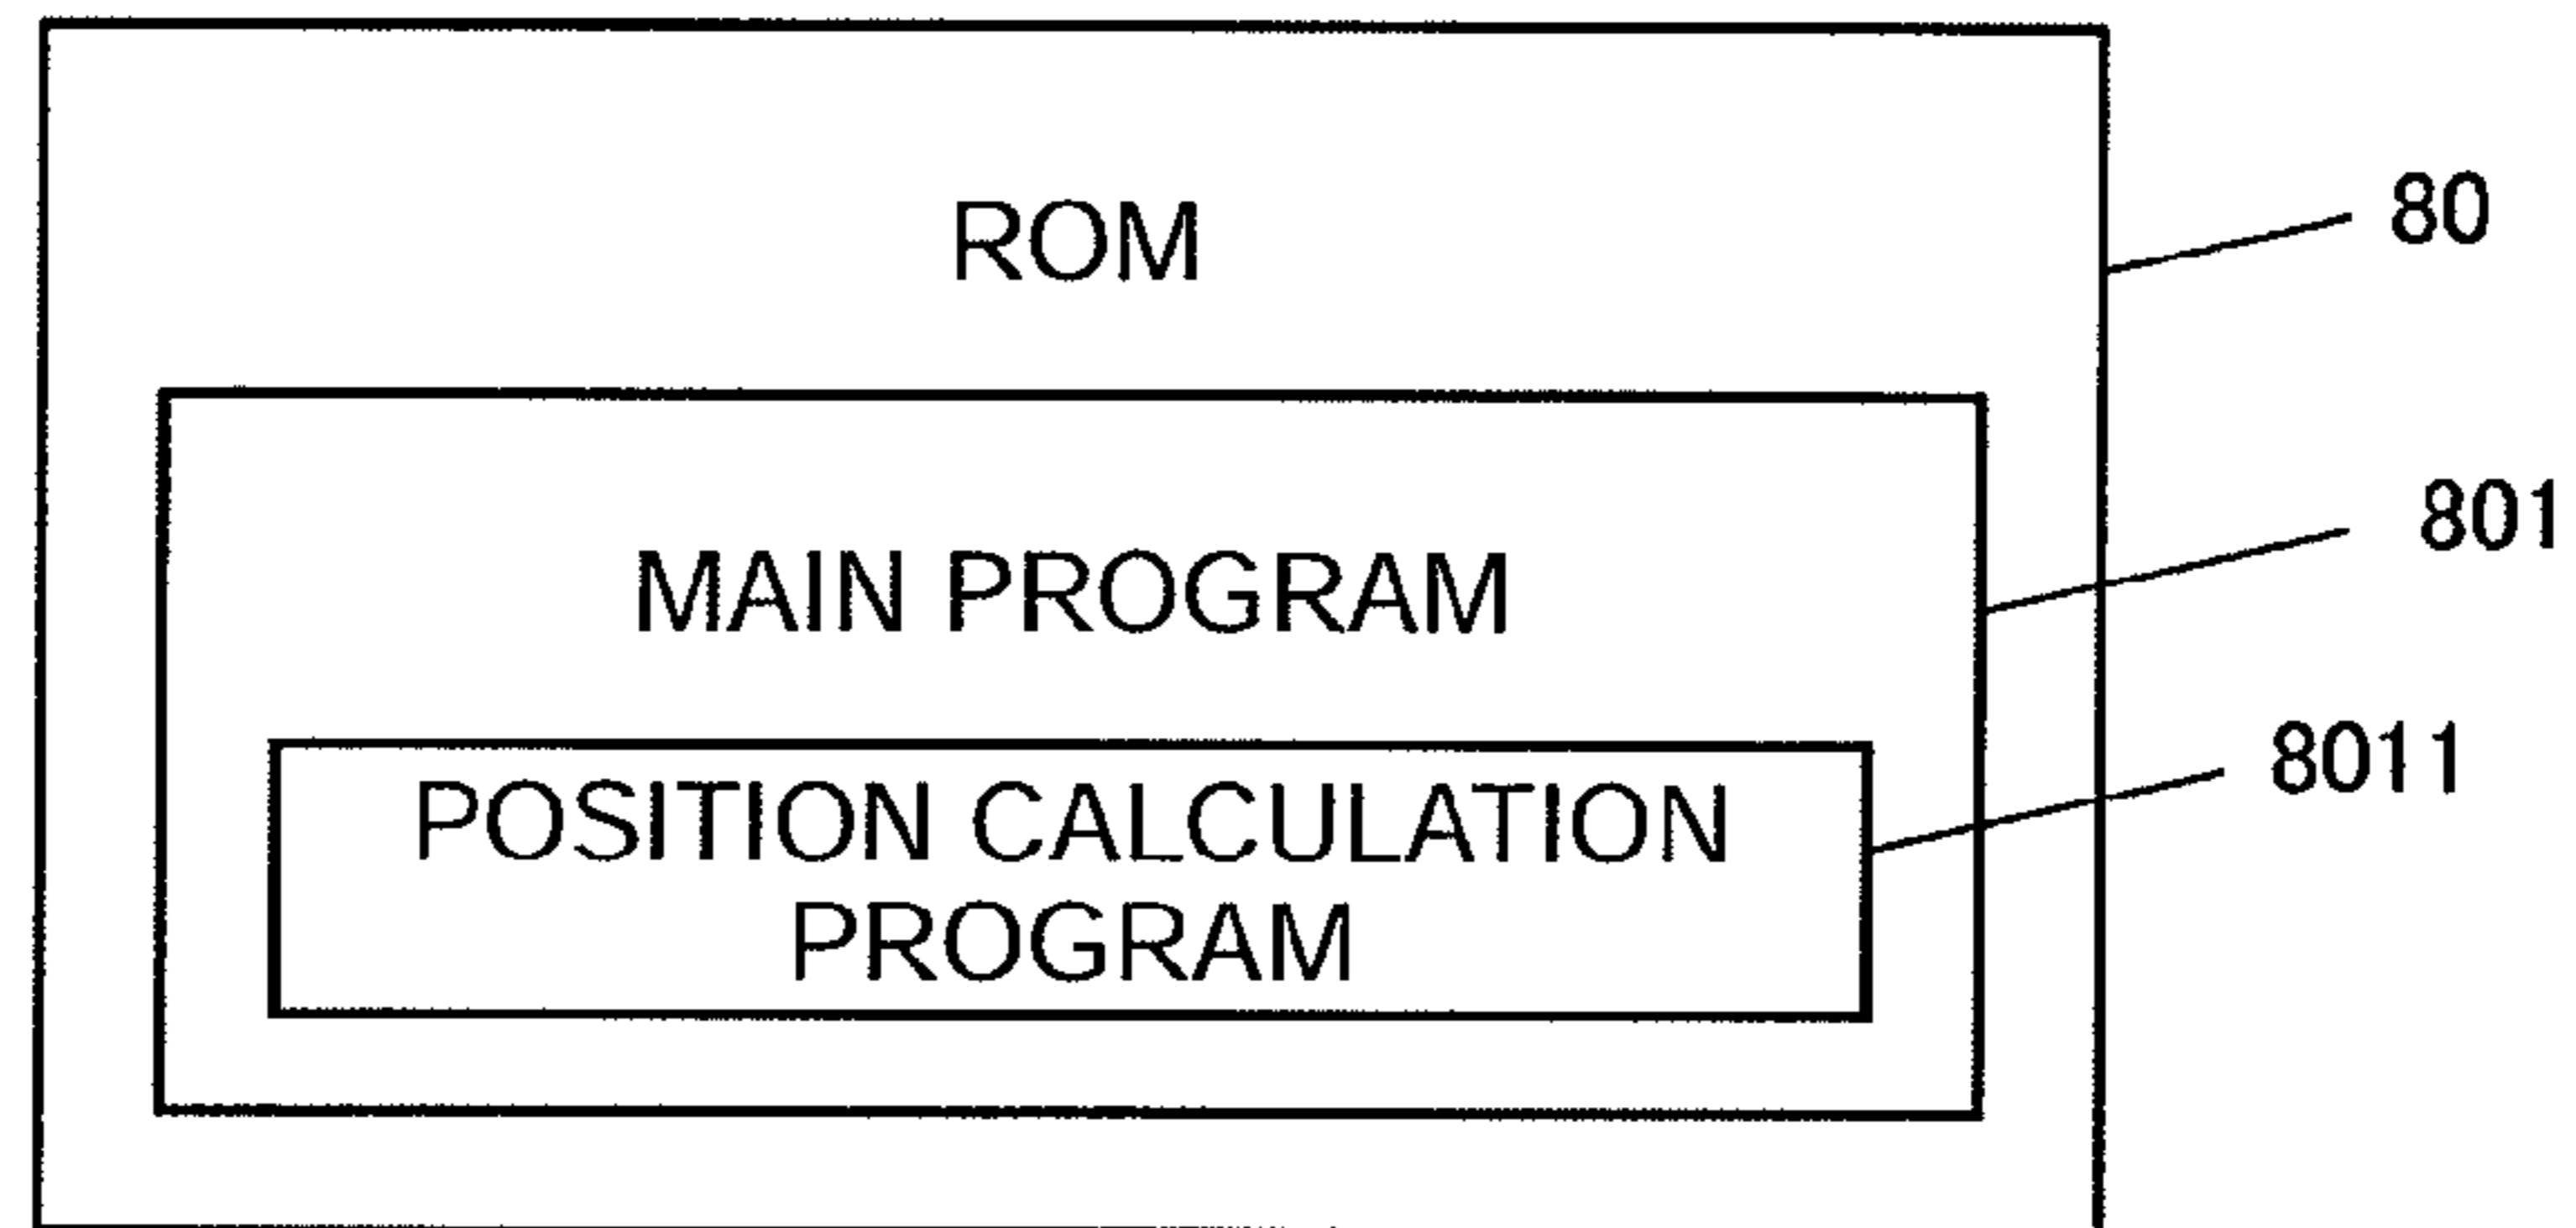 ROM
80
MAIN PROGRAM
801
POSITION CALCULATION
PROGRAM
8011